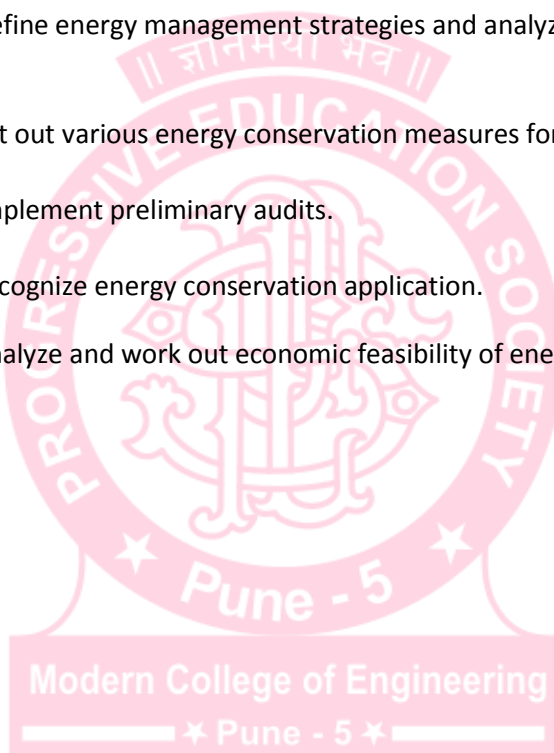 || ज्ञानमयो भव ||
efine energy management strategies and analyz
t out various energy conservation measures for
nplement preliminary audits.
cognize energy conservation application.
nalyze and work out economic feasibility of ene
PROGRESSIVE EDUCATION SOCIETY
Pune - 5
Modern College of Engineering
Pune - 5